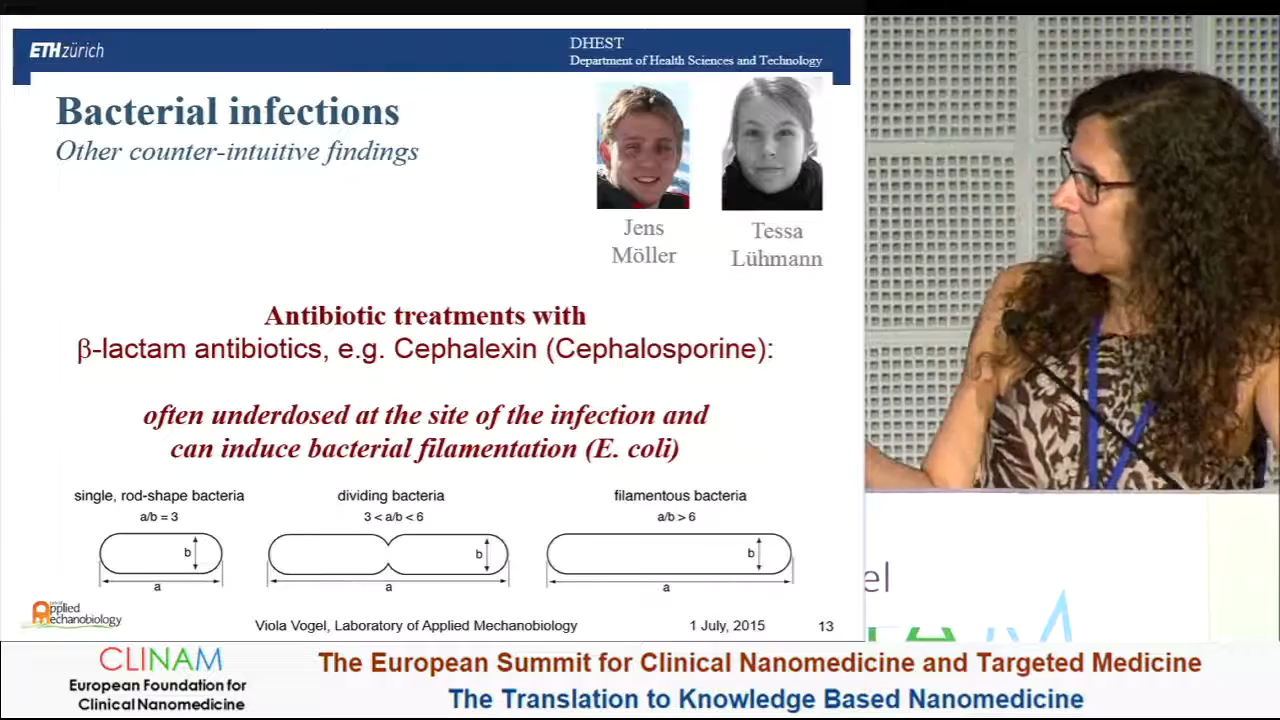 ETHzürich
DHEST
Department of Health Sciences and Technology
Bacterial infections
Other counter-intuitive findings
Jens
Möller
Tessa
Lühmann
Antibiotic treatments with
β-lactam antibiotics, e.g. Cephalexin (Cephalosporine):
often underdosed at the site of the infection and
can induce bacterial filamentation (E. coli)
single, rod-shape bacteria
a/b = 3
b
a
dividing bacteria
3 < a/b < 6
b
a
filamentous bacteria
a/b > 6
b
a
Applied
Mechanobiology
Viola Vogel, Laboratory of Applied Mechanobiology
1 July, 2015
13
el
CLINAM
European Foundation for
Clinical Nanomedicine
The European Summit for Clinical Nanomedicine and Targeted Medicine
The Translation to Knowledge Based Nanomedicine